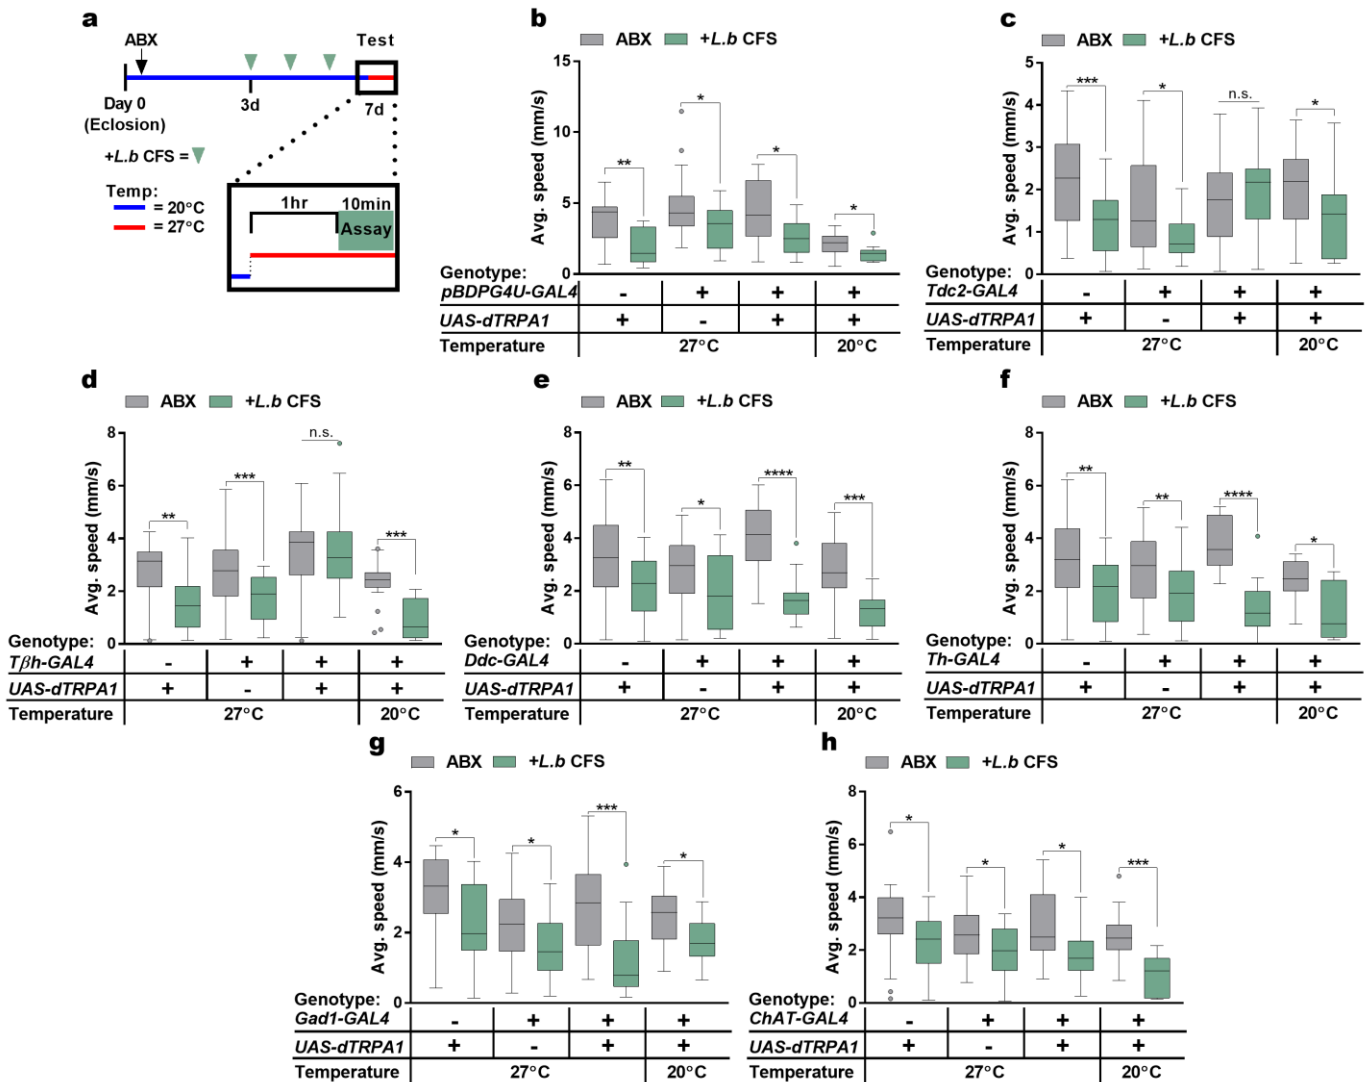 a
ABX
Test
Day 0
(Eclosion)
3d
7d
+L.b CFS =
Temp:
= 20°C
= 27°C
1hr
10min
Assay
b
ABX
+L.b CFS
Avg. speed (mm/s)
15
10
5
0
**
*
*
*
Genotype:
pBDPG4U-GAL4 - + + +
UAS-dTRPA1 + - + +
Temperature 27°C 20°C
c
ABX
+L.b CFS
Avg. speed (mm/s)
5
4
3
2
1
0
***
*
n.s.
*
Genotype:
Tdc2-GAL4 - + + +
UAS-dTRPA1 + - + +
Temperature 27°C 20°C
d
ABX
+L.b CFS
Avg. speed (mm/s)
8
6
4
2
0
**
***
n.s.
***
Genotype:
Tβh-GAL4 - + + +
UAS-dTRPA1 + - + +
Temperature 27°C 20°C
e
ABX
+L.b CFS
Avg. speed (mm/s)
8
6
4
2
0
**
*
****
***
Genotype:
Ddc-GAL4 - + + +
UAS-dTRPA1 + - + +
Temperature 27°C 20°C
f
ABX
+L.b CFS
Avg. speed (mm/s)
8
6
4
2
0
**
**
****
*
Genotype:
Th-GAL4 - + + +
UAS-dTRPA1 + - + +
Temperature 27°C 20°C
g
ABX
+L.b CFS
Avg. speed (mm/s)
6
4
2
0
*
*
***
*
Genotype:
Gad1-GAL4 - + + +
UAS-dTRPA1 + - + +
Temperature 27°C 20°C
h
ABX
+L.b CFS
Avg. speed (mm/s)
8
6
4
2
0
*
*
*
***
Genotype:
ChAT-GAL4 - + + +
UAS-dTRPA1 + - + +
Temperature 27°C 20°C